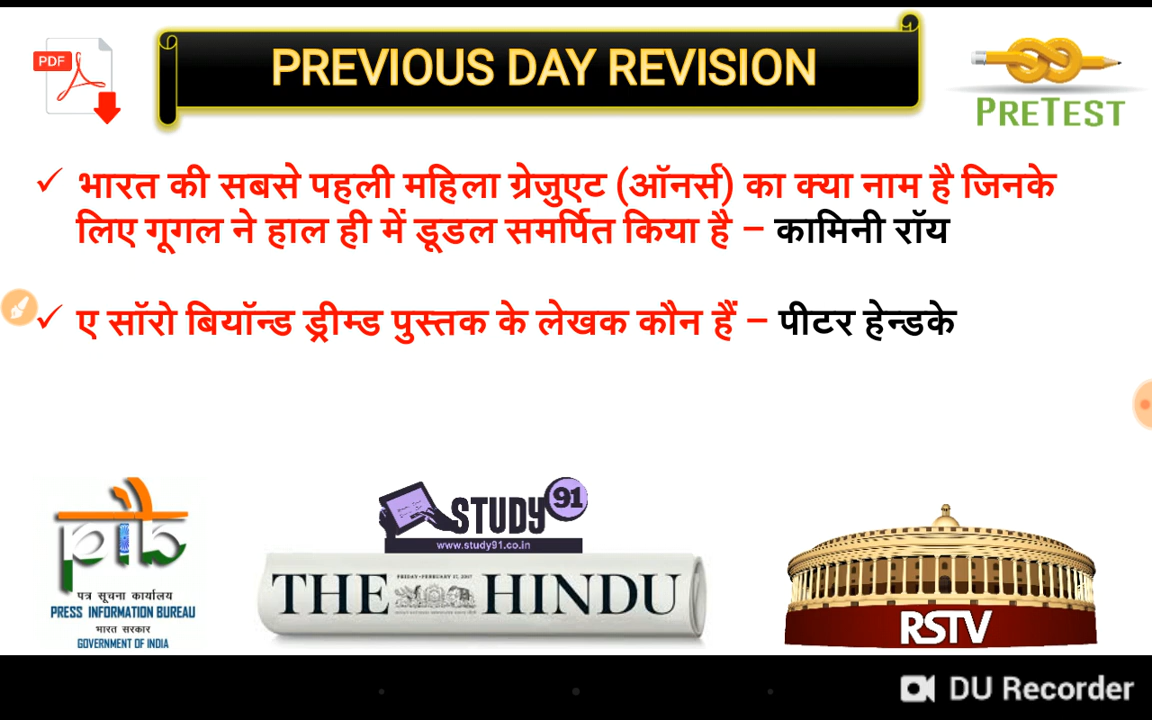 PDF
PREVIOUS DAY REVISION
PRETEST
✓ भारत की सबसे पहली महिला ग्रेजुएट (ऑनर्स) का क्या नाम है जिनके
लिए गूगल ने हाल ही में डूडल समर्पित किया है – कामिनी रॉय
✓ ए सॉरो बियॉन्ड ड्रीम्ड पुस्तक के लेखक कौन हैं – पीटर हेन्डके
pib
पत्र सूचना कार्यालय
PRESS INFORMATION BUREAU
भारत सरकार
GOVERNMENT OF INDIA
STUDY 91
www.study91.co.in
THE HINDU
RSTV
DU Recorder